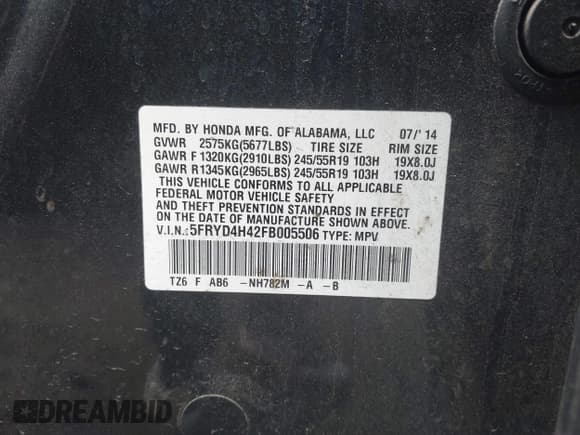 MFD. BY HONDA MFG. OF ALABAMA, LLC 07/'14
GVWR 2575KG(5677LBS) TIRE SIZE RIM SIZE
GAWR F 1320KG(2910LBS) 245/55R19 103H 19X8.0J
GAWR R1345KG(2965LBS) 245/55R19 103H 19X8.0J
THIS VEHICLE CONFORMS TO ALL APPLICABLE
FEDERAL MOTOR VEHICLE SAFETY
AND THEFT PREVENTION STANDARDS IN EFFECT
ON THE DATE OF MANUFACTURE SHOWN ABOVE.
V.I.N.:5FRYD4H42FB005506 TYPE: MPV
TZ6 F AB6 -NH782M -A -B
DREAMBID